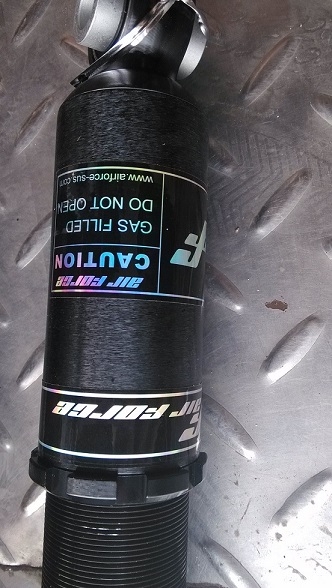 air Force
CAUTION
GAS FILLED
DO NOT OPEN
www.airforce-sus.com
air Force